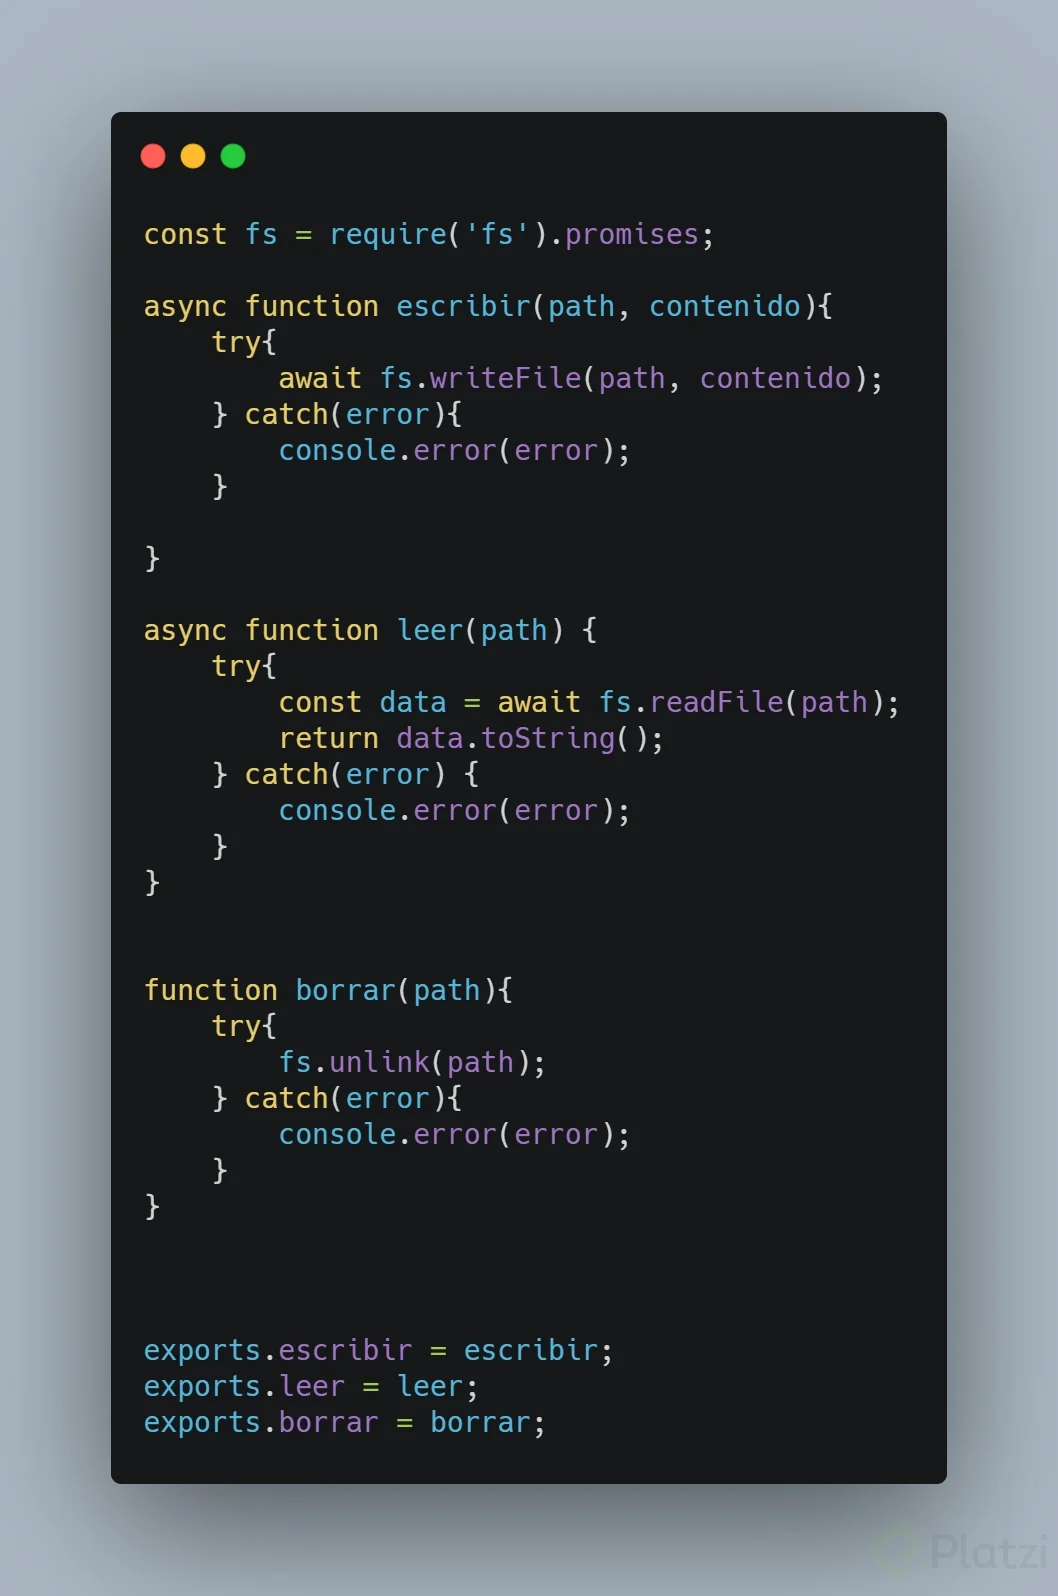 const fs = require('fs').promises;

async function escribir(path, contenido){
    try{
        await fs.writeFile(path, contenido);
    } catch(error){
        console.error(error);
    }

}

async function leer(path) {
    try{
        const data = await fs.readFile(path);
        return data.toString();
    } catch(error) {
        console.error(error);
    }
}


function borrar(path){
    try{
        fs.unlink(path);
    } catch(error){
        console.error(error);
    }
}



exports.escribir = escribir;
exports.leer = leer;
exports.borrar = borrar;
Platzi